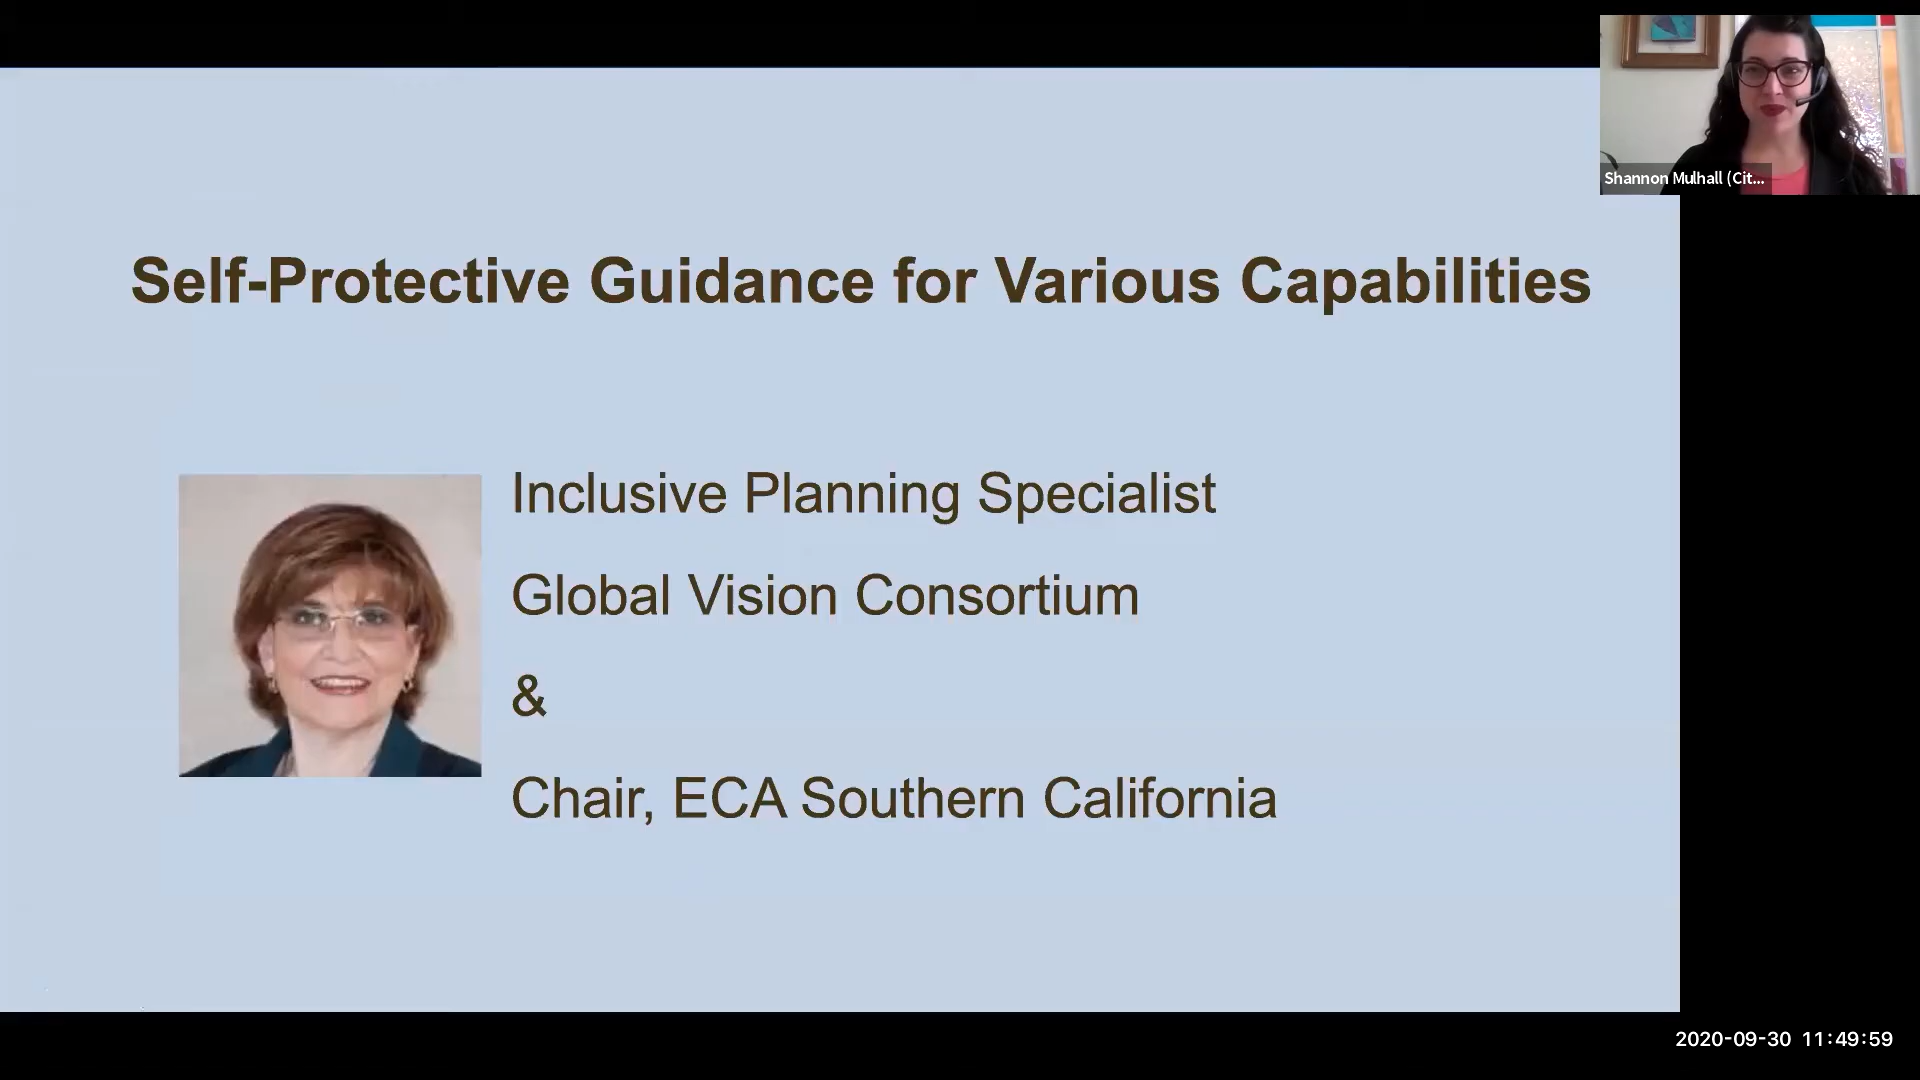 Shannon Mulhall (Cit...
Self-Protective Guidance for Various Capabilities
Inclusive Planning Specialist
Global Vision Consortium
&
Chair, ECA Southern California
2020-09-30 11:49:59